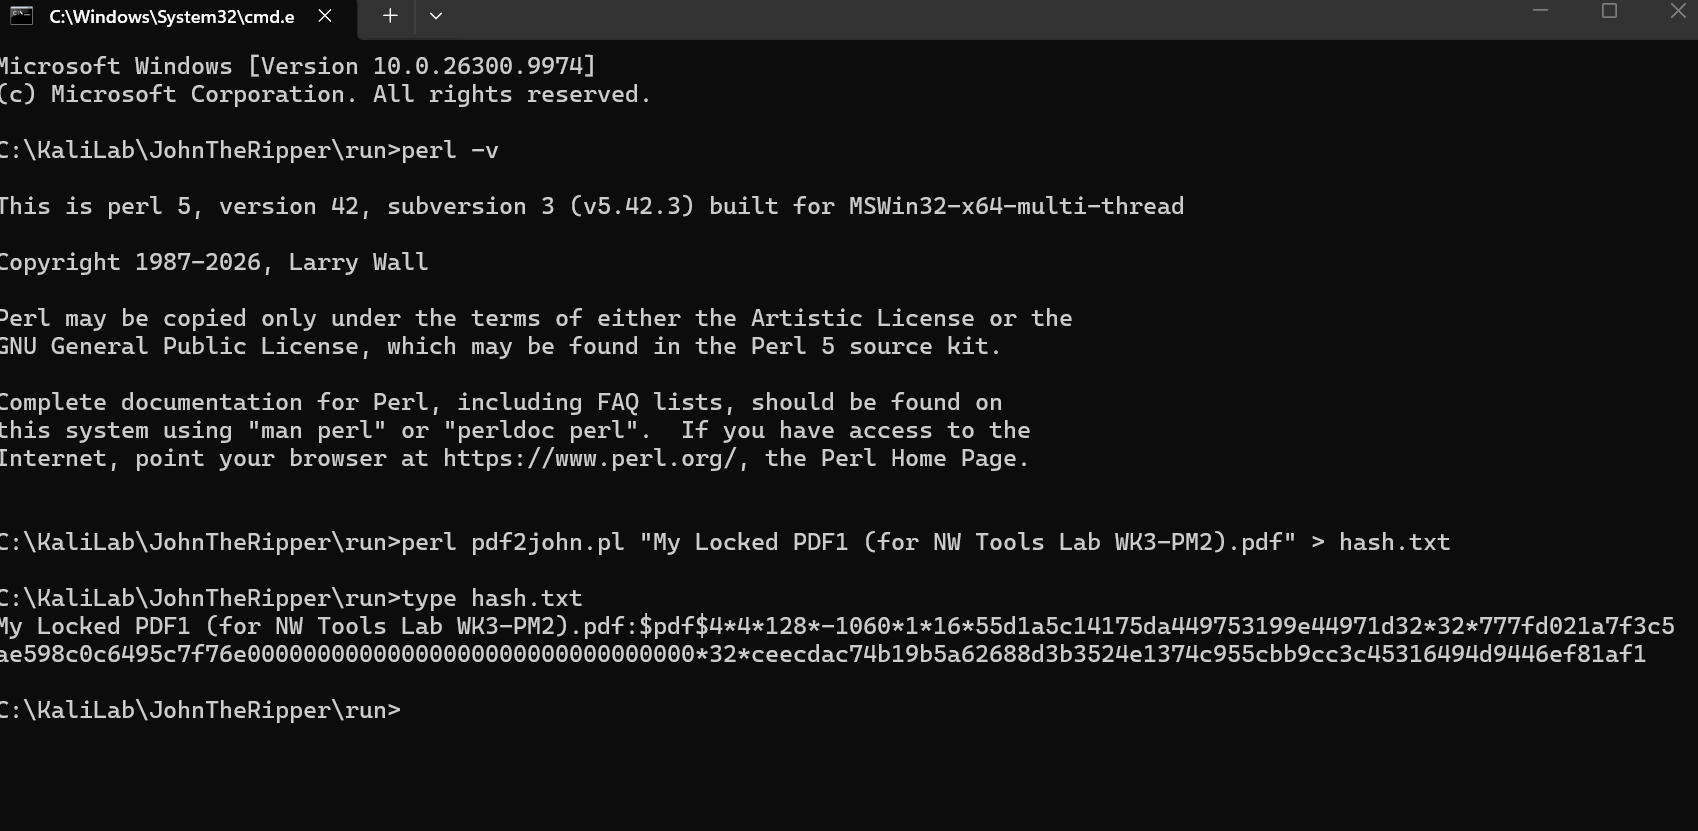 C:\Windows\System32\cmd.e
Microsoft Windows [Version 10.0.26300.9974]
(c) Microsoft Corporation. All rights reserved.
C:\KaliLab\JohnTheRipper\run>perl -v
This is perl 5, version 42, subversion 3 (v5.42.3) built for MSWin32-x64-multi-thread
Copyright 1987-2026, Larry Wall
Perl may be copied only under the terms of either the Artistic License or the
GNU General Public License, which may be found in the Perl 5 source kit.
Complete documentation for Perl, including FAQ lists, should be found on
this system using "man perl" or "perldoc perl".  If you have access to the
Internet, point your browser at https://www.perl.org/, the Perl Home Page.
C:\KaliLab\JohnTheRipper\run>perl pdf2john.pl "My Locked PDF1 (for NW Tools Lab WK3-PM2).pdf" > hash.txt
C:\KaliLab\JohnTheRipper\run>type hash.txt
My Locked PDF1 (for NW Tools Lab WK3-PM2).pdf:$pdf$4*4*128*-1060*1*16*55d1a5c14175da449753199e44971d32*32*777fd021a7f3c5
ae598c0c6495c7f76e00000000000000000000000000000000*32*ceecdac74b19b5a62688d3b3524e1374c955cbb9cc3c45316494d9446ef81af1
C:\KaliLab\JohnTheRipper\run>